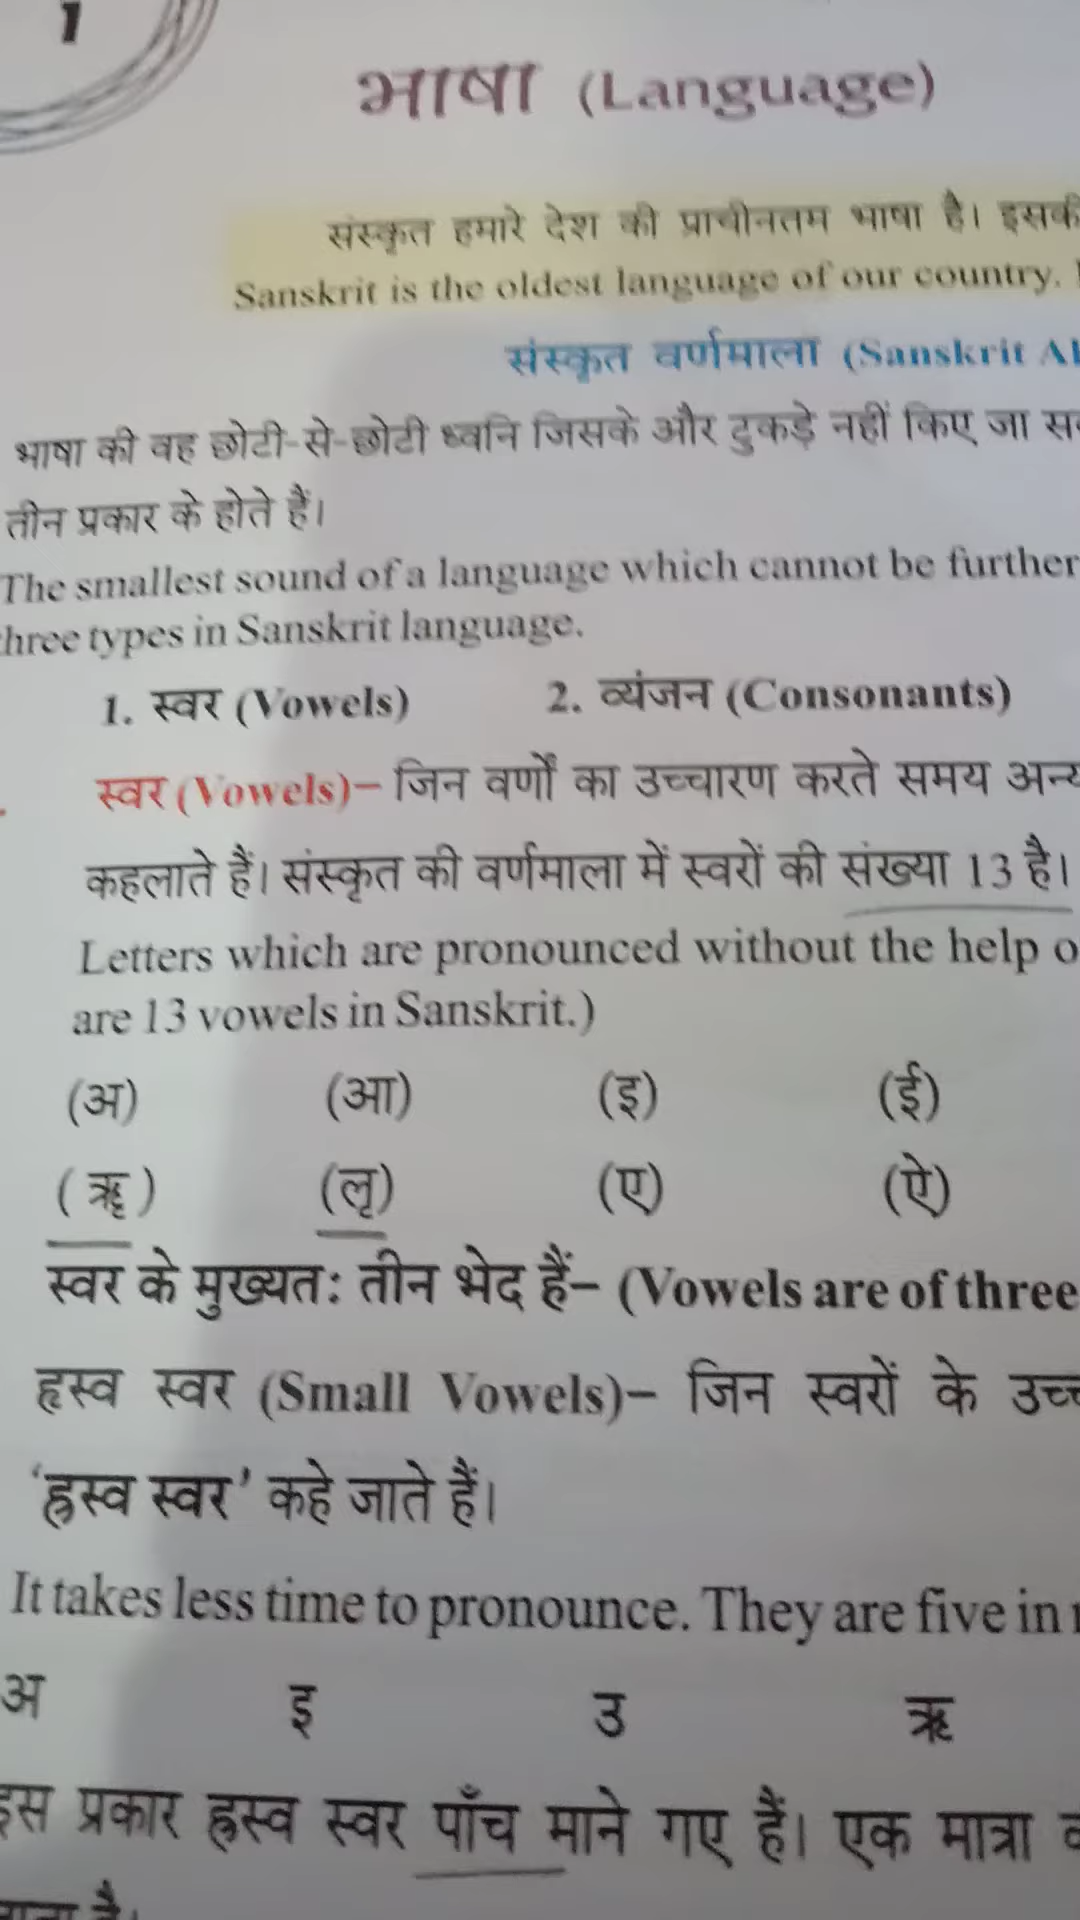 1
भाषा (Language)
संस्कृत हमारे देश की प्राचीनतम भाषा है। इसकी
Sanskrit is the oldest language of our country.
संस्कृत वर्णमाला (Sanskrit Al
भाषा की वह छोटी-से-छोटी ध्वनि जिसके और टुकड़े नहीं किए जा सक
तीन प्रकार के होते हैं।
The smallest sound of a language which cannot be further
three types in Sanskrit language.
1. स्वर (Vowels) 2. व्यंजन (Consonants)
स्वर (Vowels)– जिन वर्णों का उच्चारण करते समय अन्य
कहलाते हैं। संस्कृत की वर्णमाला में स्वरों की संख्या 13 है।
Letters which are pronounced without the help o
are 13 vowels in Sanskrit.)
(अ) (आ) (इ) (ई)
(ॠ) (लृ) (ए) (ऐ)
स्वर के मुख्यत: तीन भेद हैं– (Vowels are of three
हृस्व स्वर (Small Vowels)– जिन स्वरों के उच्च
‘ह्रस्व स्वर’ कहे जाते हैं।
It takes less time to pronounce. They are five in
अ इ उ ऋ
इस प्रकार ह्रस्व स्वर पाँच माने गए हैं। एक मात्रा
है।